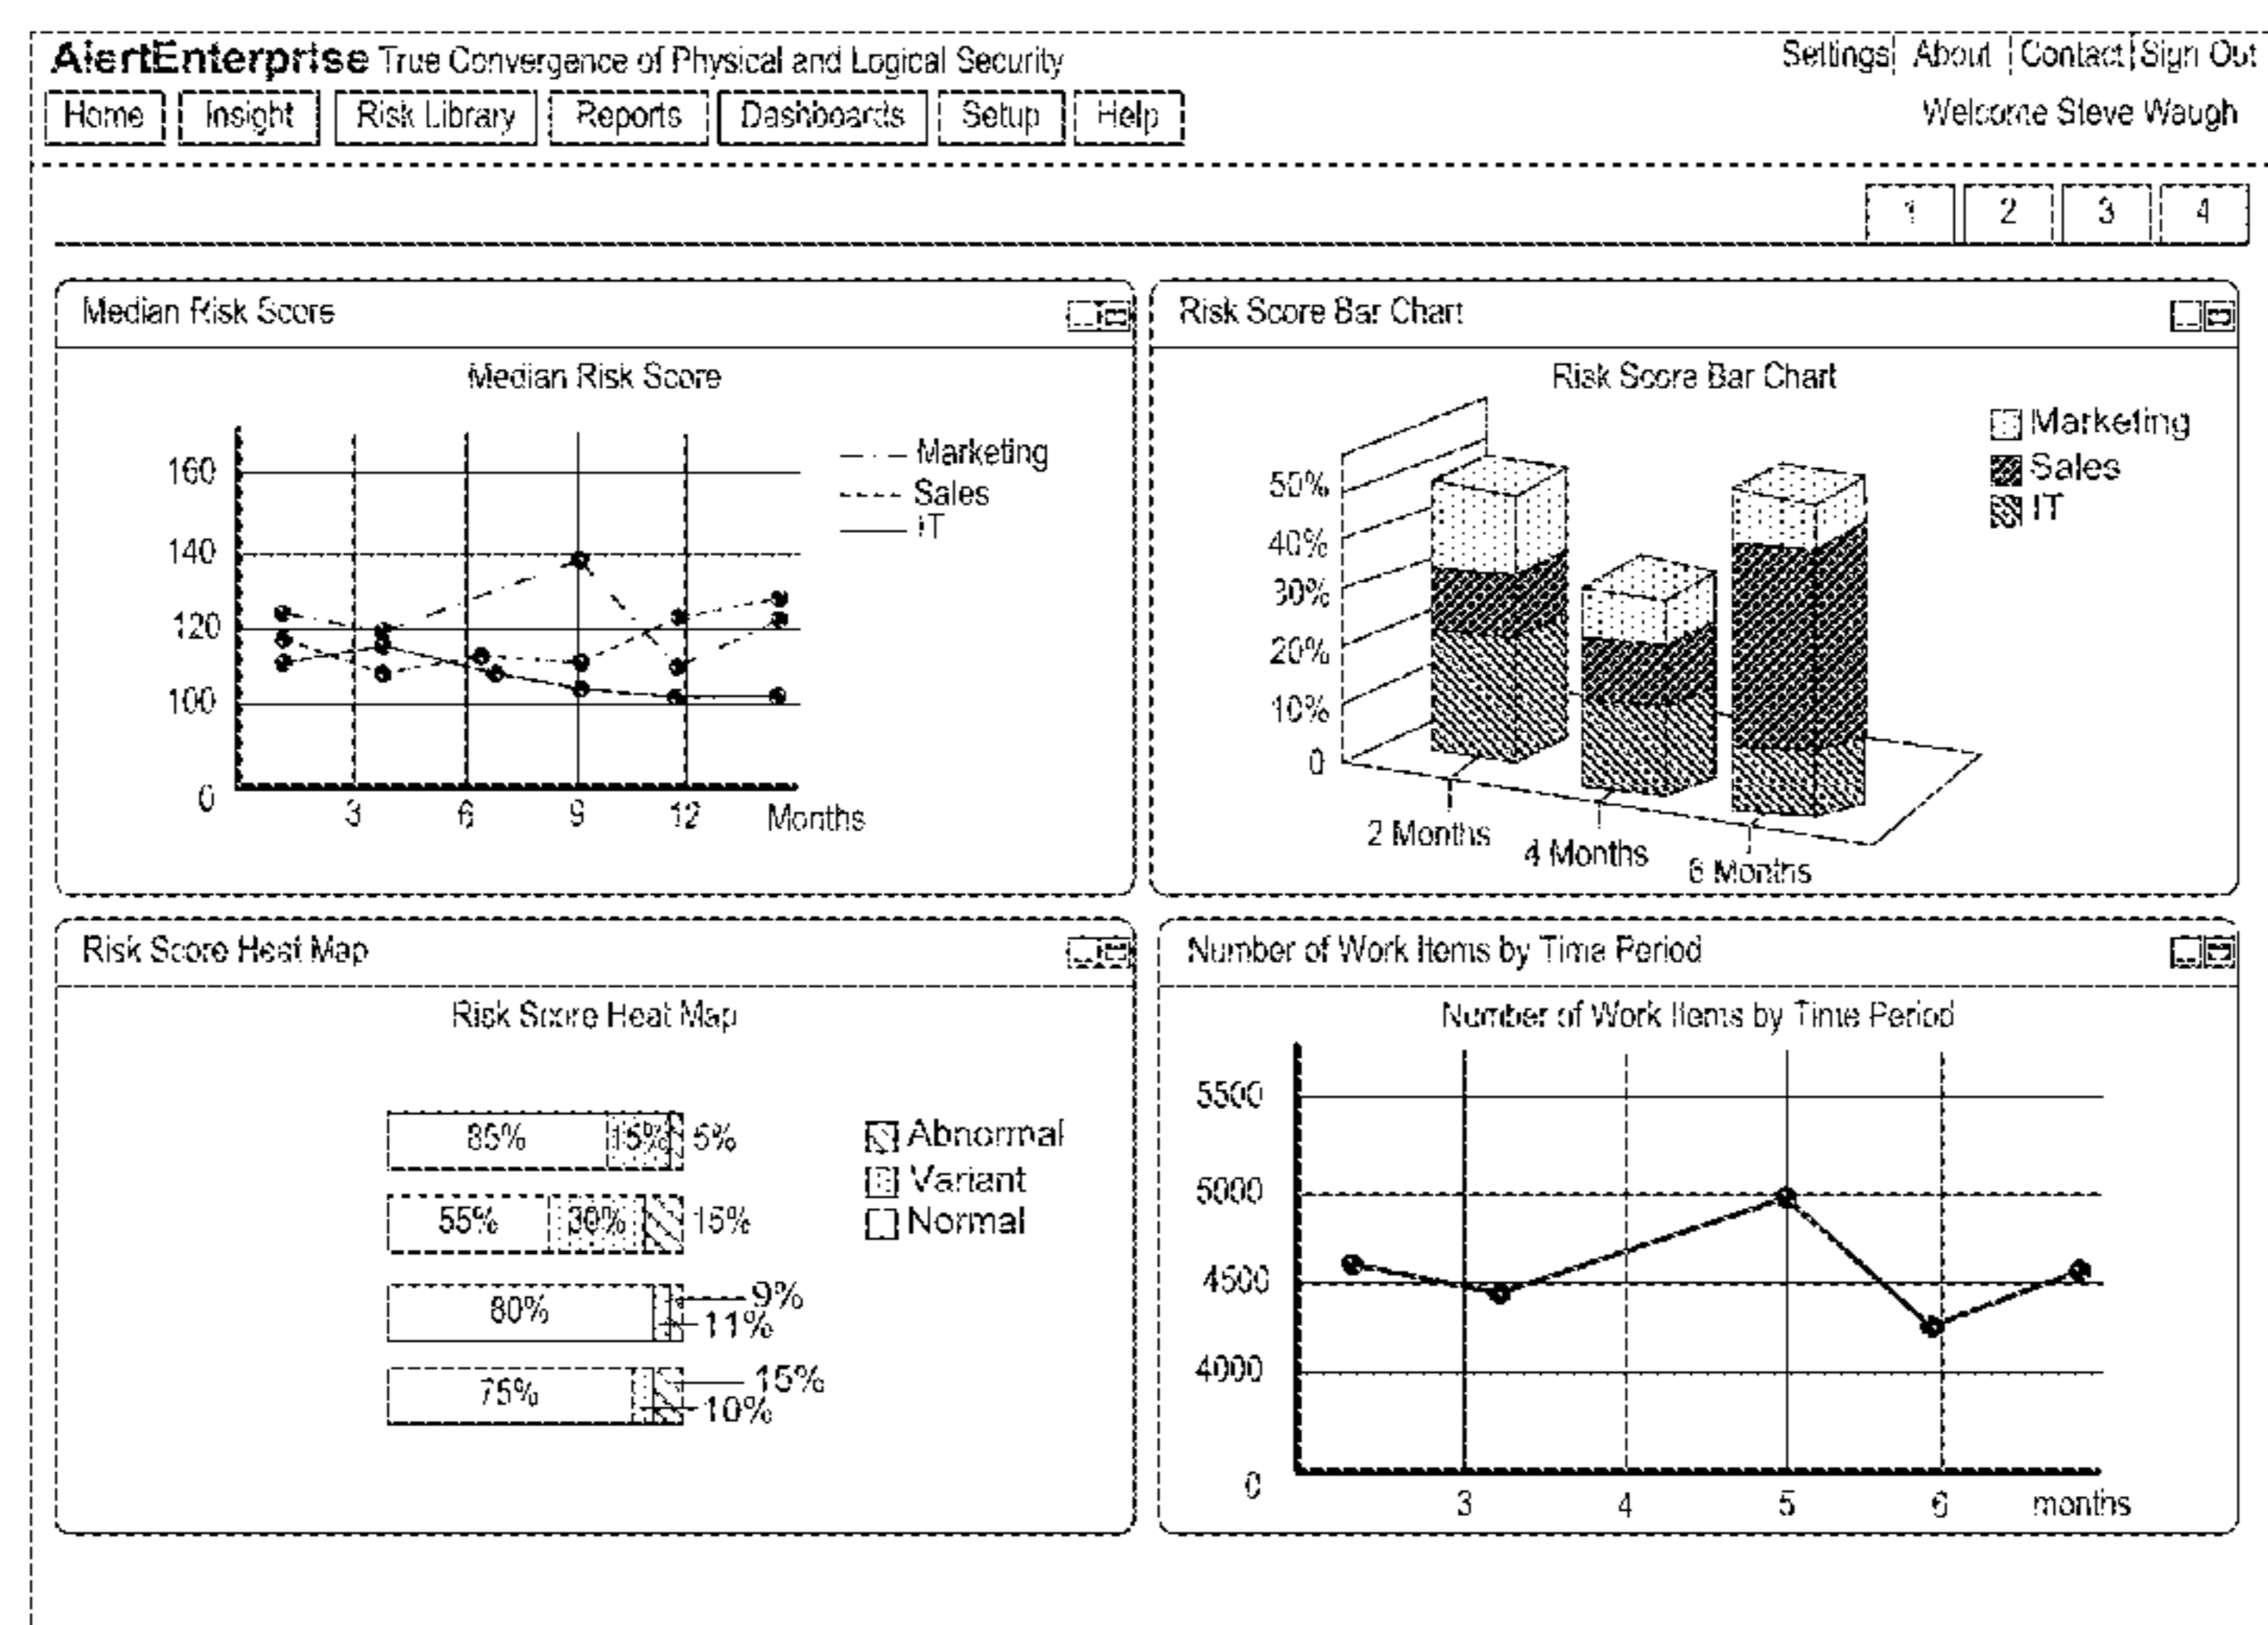 AlertEnterprise True Convergence of Physical and Logical Security
Settings About Contact Sign Out
Home Insight Risk Library Reports Dashboards Setup Help
Welcome Steve Waugh
1 2 3 4
Median Risk Score
Median Risk Score
160
140
120
100
0
3 6 9 12 Months
Marketing
Sales
IT
Risk Score Bar Chart
Risk Score Bar Chart
50%
40%
30%
20%
10%
0
2 Months
4 Months
6 Months
Marketing
Sales
IT
Risk Score Heat Map
Risk Score Heat Map
85% 15% 5%
55% 30% 15%
80% 9%
11%
75% 15%
10%
Abnormal
Variant
Normal
Number of Work Items by Time Period
Number of Work Items by Time Period
5500
5000
4500
4000
0
3 4 5 6 months